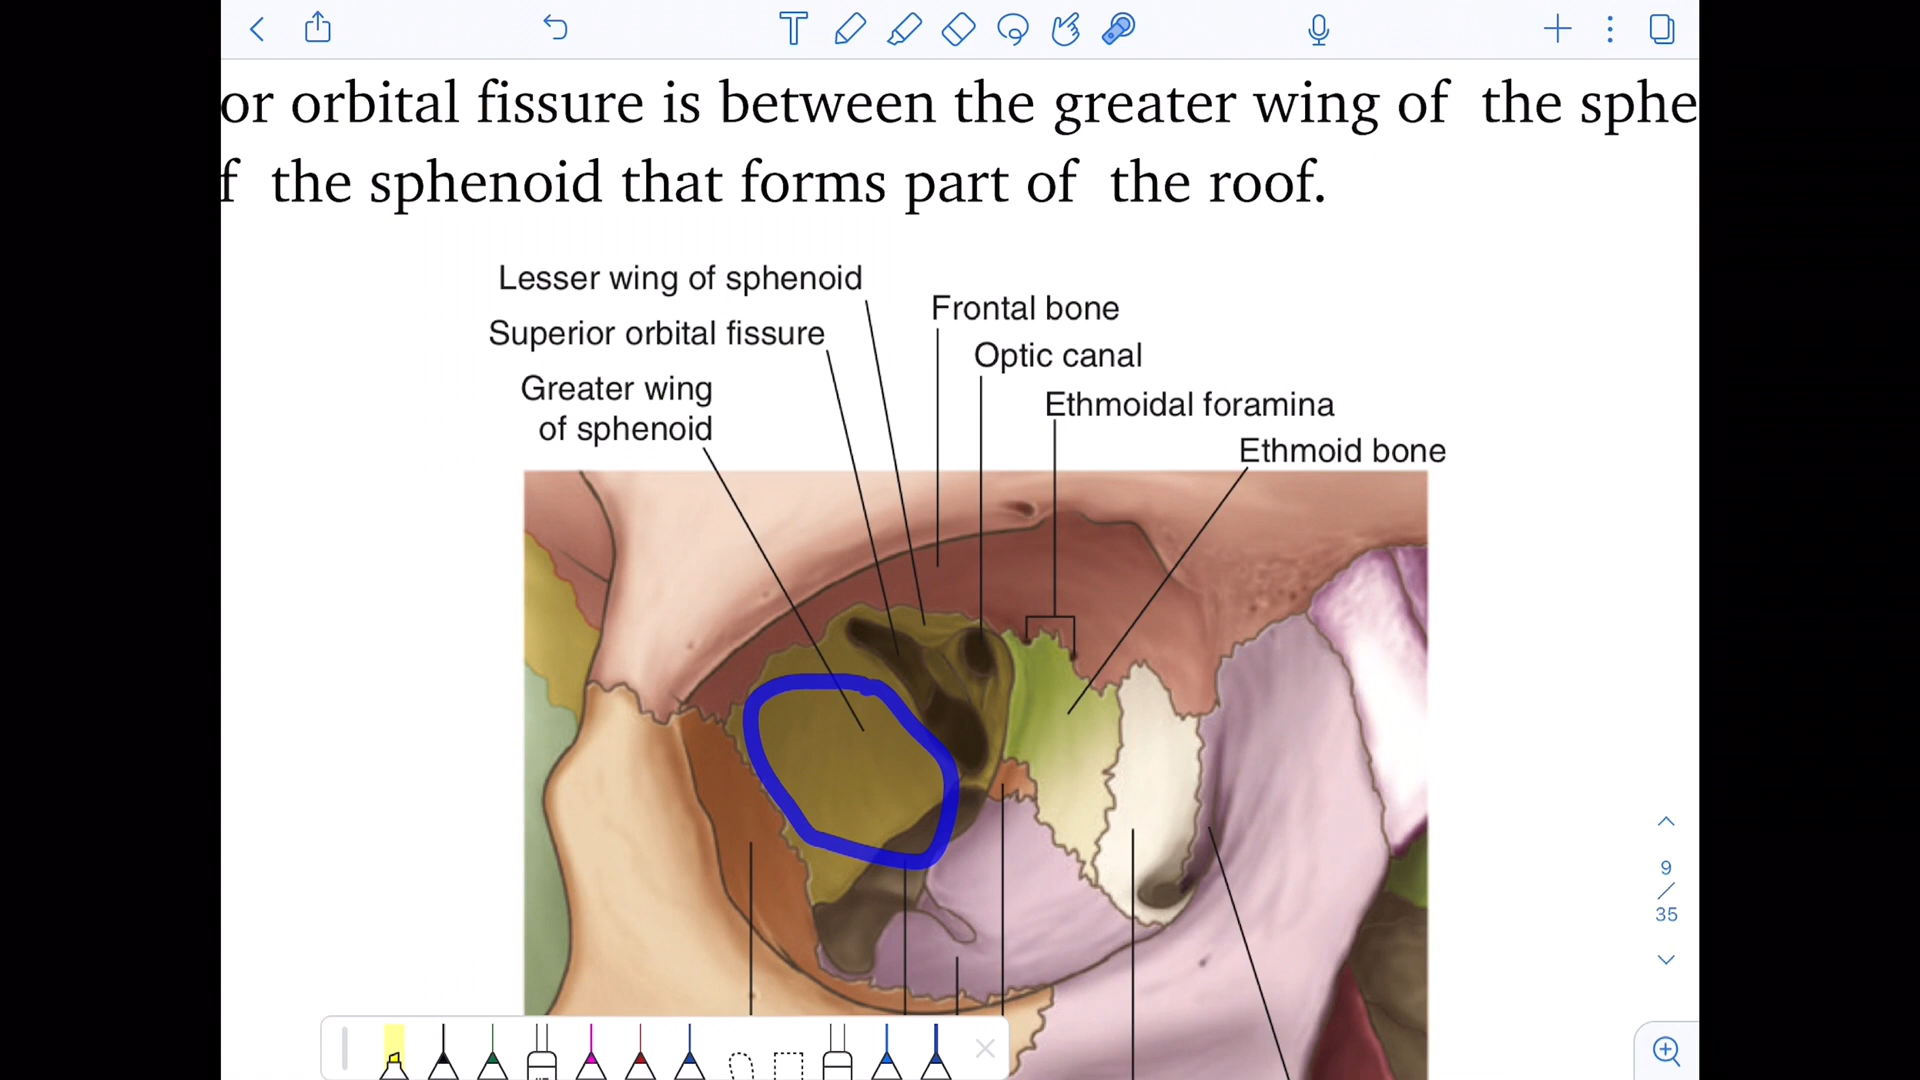 or orbital fissure is between the greater wing of the sphe
f the sphenoid that forms part of the roof.
Lesser wing of sphenoid
Frontal bone
Superior orbital fissure
Optic canal
Greater wing
of sphenoid
Ethmoidal foramina
Ethmoid bone
9
/
35